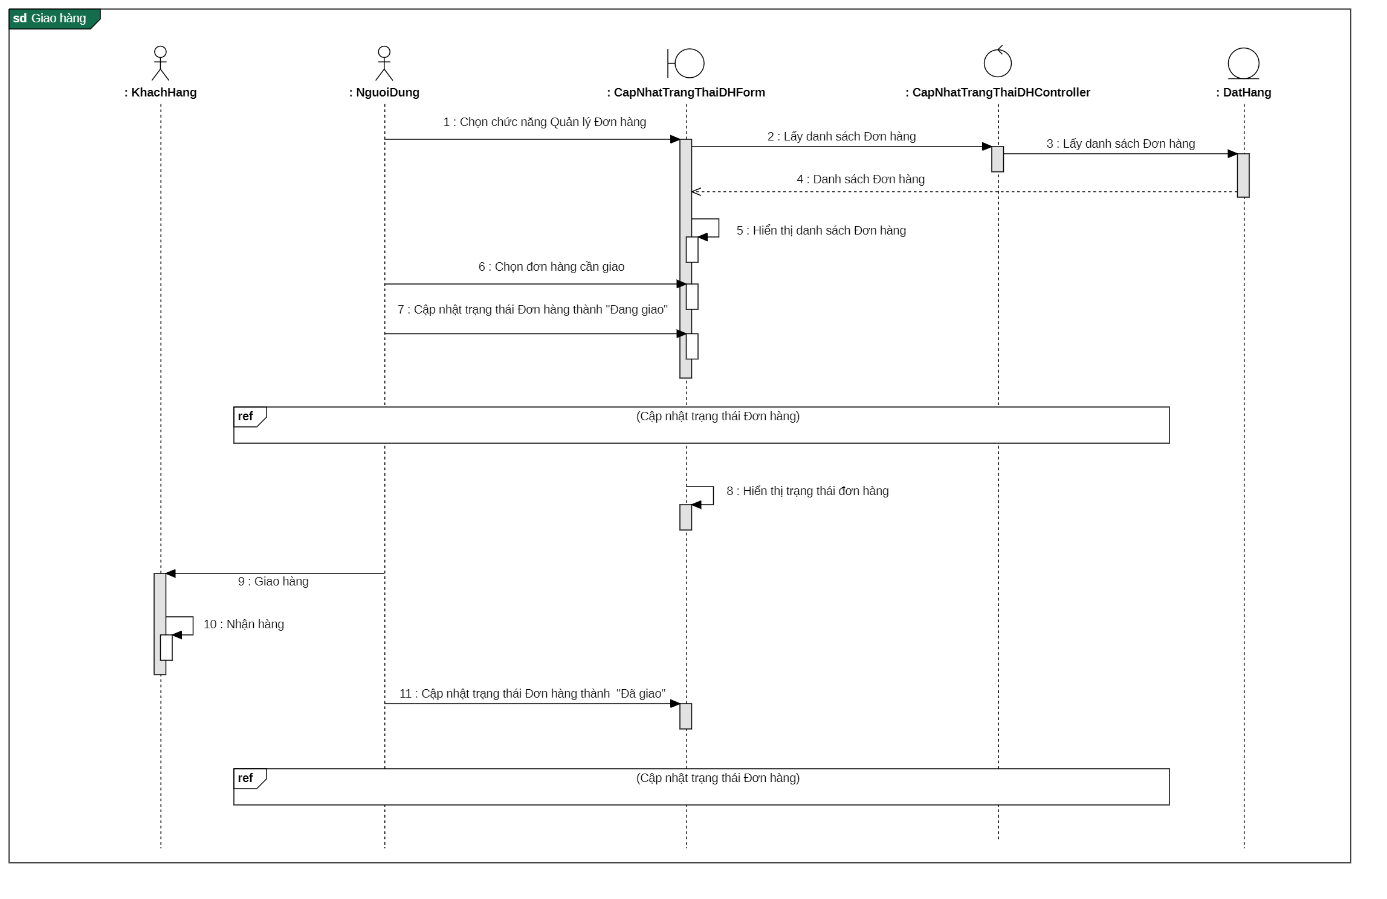 sd Giao hàng
: KhachHang
: NguoiDung
: CapNhatTrangThaiDHForm
: CapNhatTrangThaiDHController
: DatHang
1 : Chọn chức năng Quản lý Đơn hàng
2 : Lấy danh sách Đơn hàng
3 : Lấy danh sách Đơn hàng
4 : Danh sách Đơn hàng
5 : Hiển thị danh sách Đơn hàng
6 : Chọn đơn hàng cần giao
7 : Cập nhật trạng thái Đơn hàng thành "Đang giao"
ref
(Cập nhật trạng thái Đơn hàng)
8 : Hiển thị trạng thái đơn hàng
9 : Giao hàng
10 : Nhận hàng
11 : Cập nhật trạng thái Đơn hàng thành  "Đã giao"
ref
(Cập nhật trạng thái Đơn hàng)